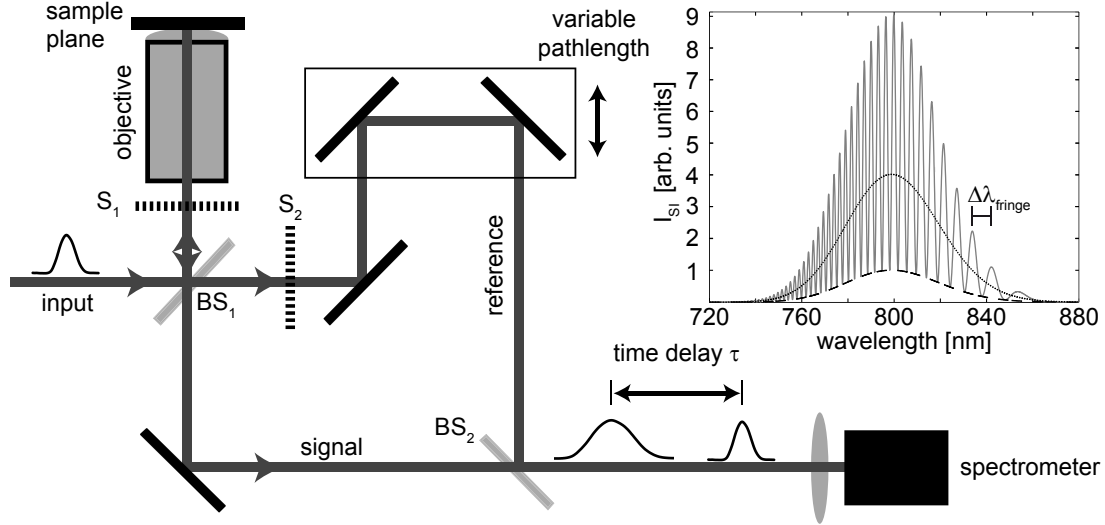 sample
plane
objective
S1
S2
input
BS1
variable
pathlength
reference
signal
BS2
time delay τ
spectrometer
I_SI [arb. units]
9
8
7
6
5
4
3
2
1
Δλ_fringe
720 760 800 840 880
wavelength [nm]